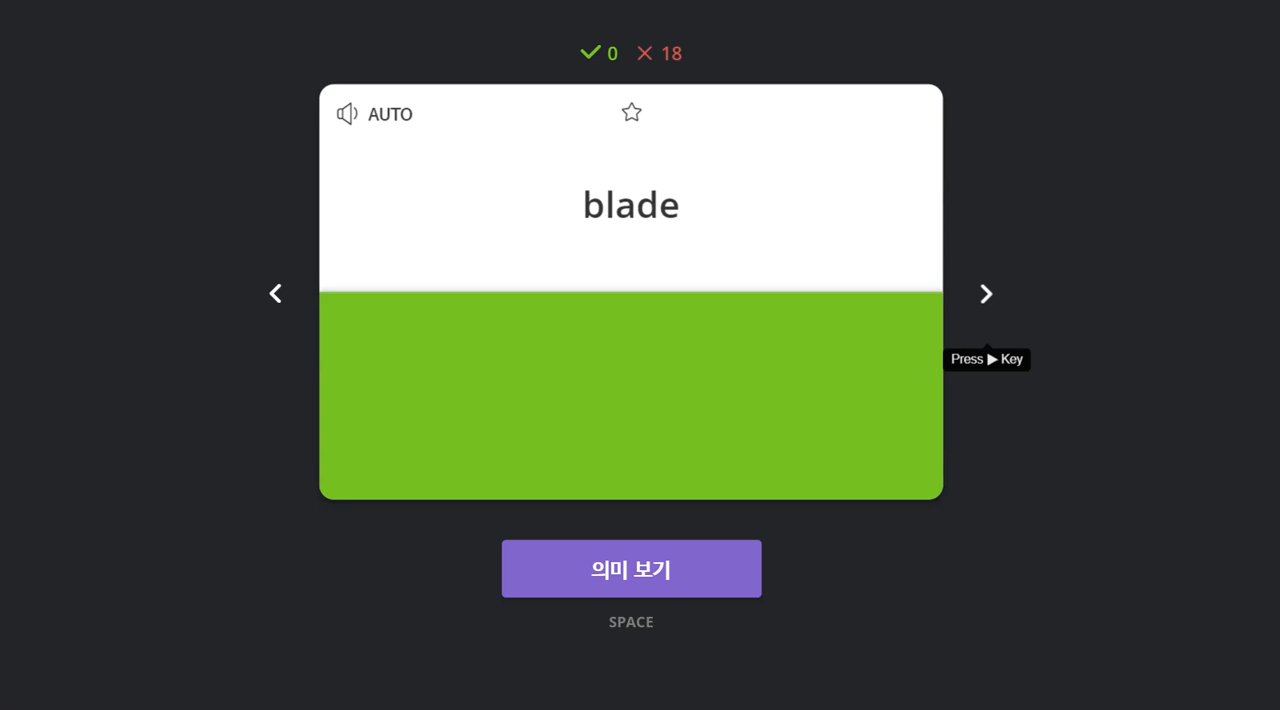 0 18
AUTO
blade
Press ▶ Key
의미 보기
SPACE